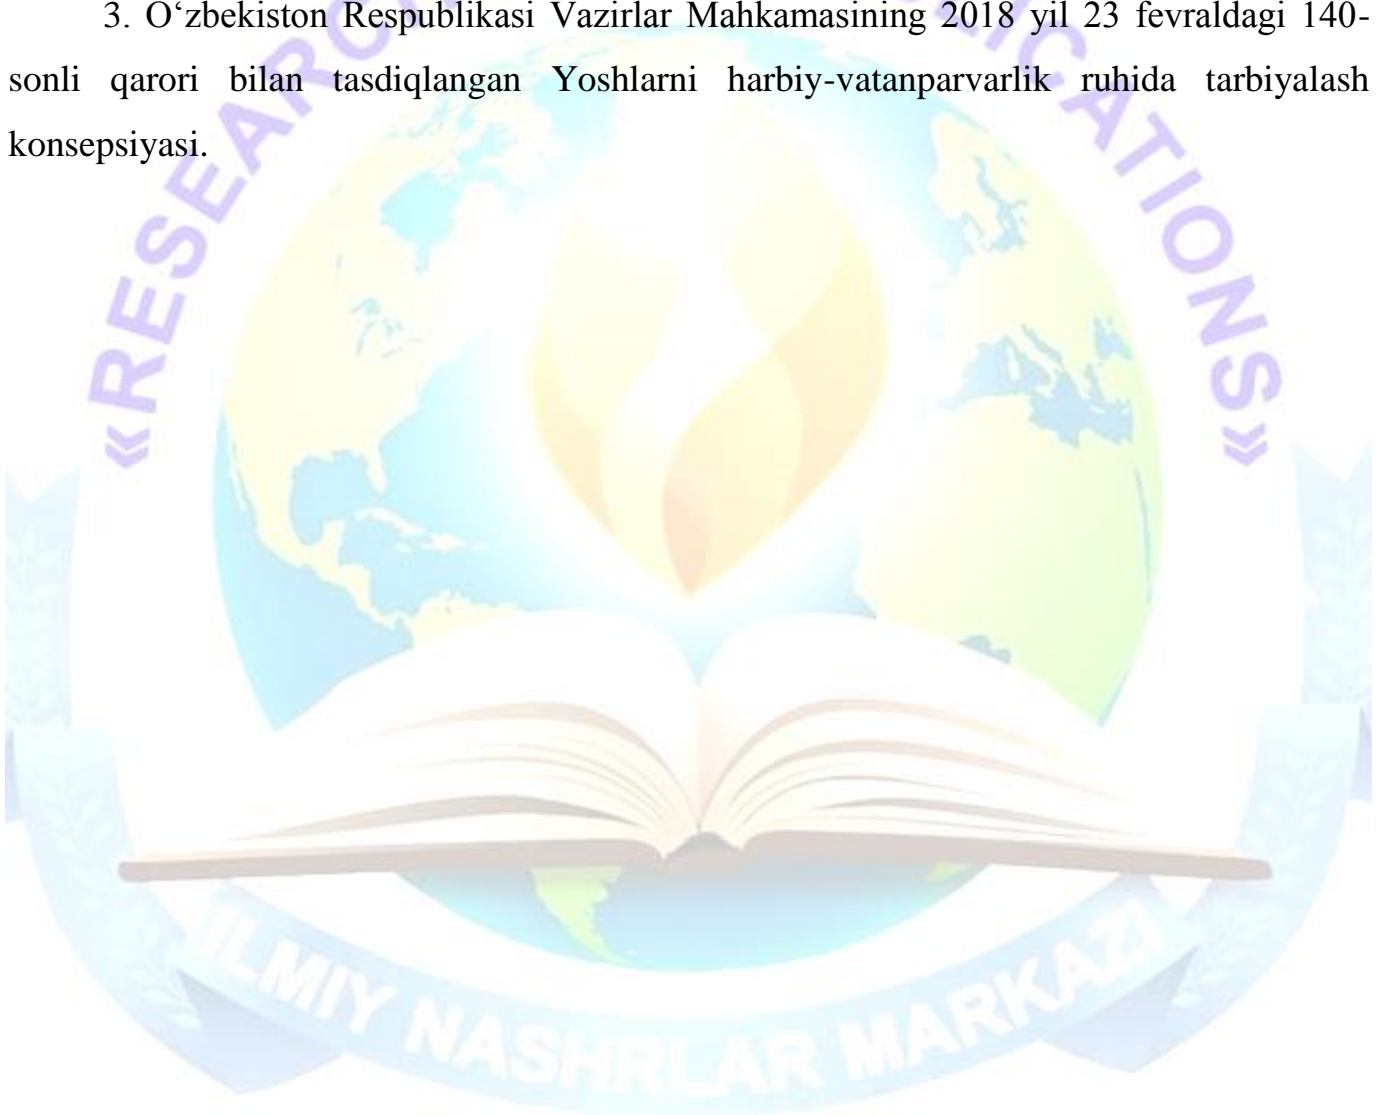 3. O‘zbekiston Respublikasi Vazirlar Mahkamasining 2018 yil 23 fevraldagi 140-
sonli qarori bilan tasdiqlangan Yoshlarni harbiy-vatanparvarlik ruhida tarbiyalash
konsepsiyasi.
«RESEARCH
PUBLICATIONS»
ILMIY NASHRLAR MARKAZI